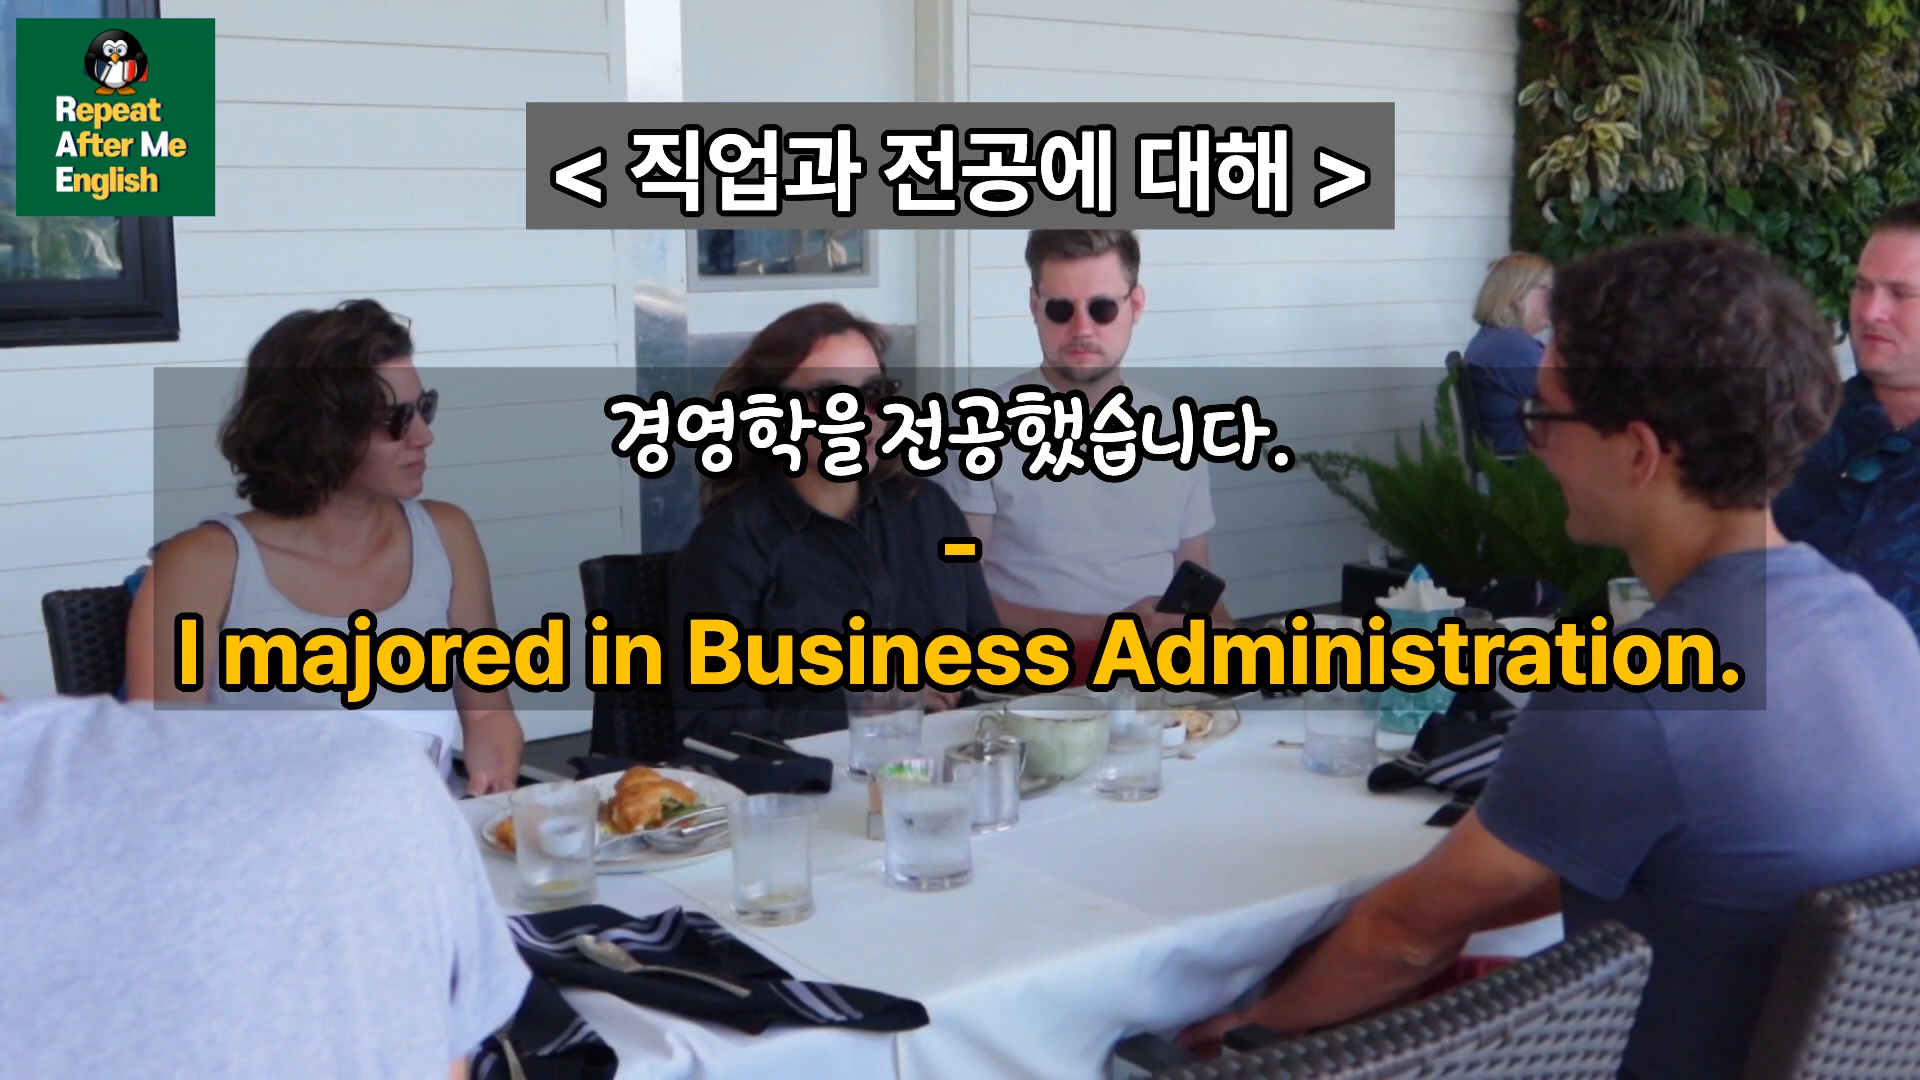 Repeat
After Me
English
< 직업과 전공에 대해 >
경영학을 전공했습니다.
-
I majored in Business Administration.